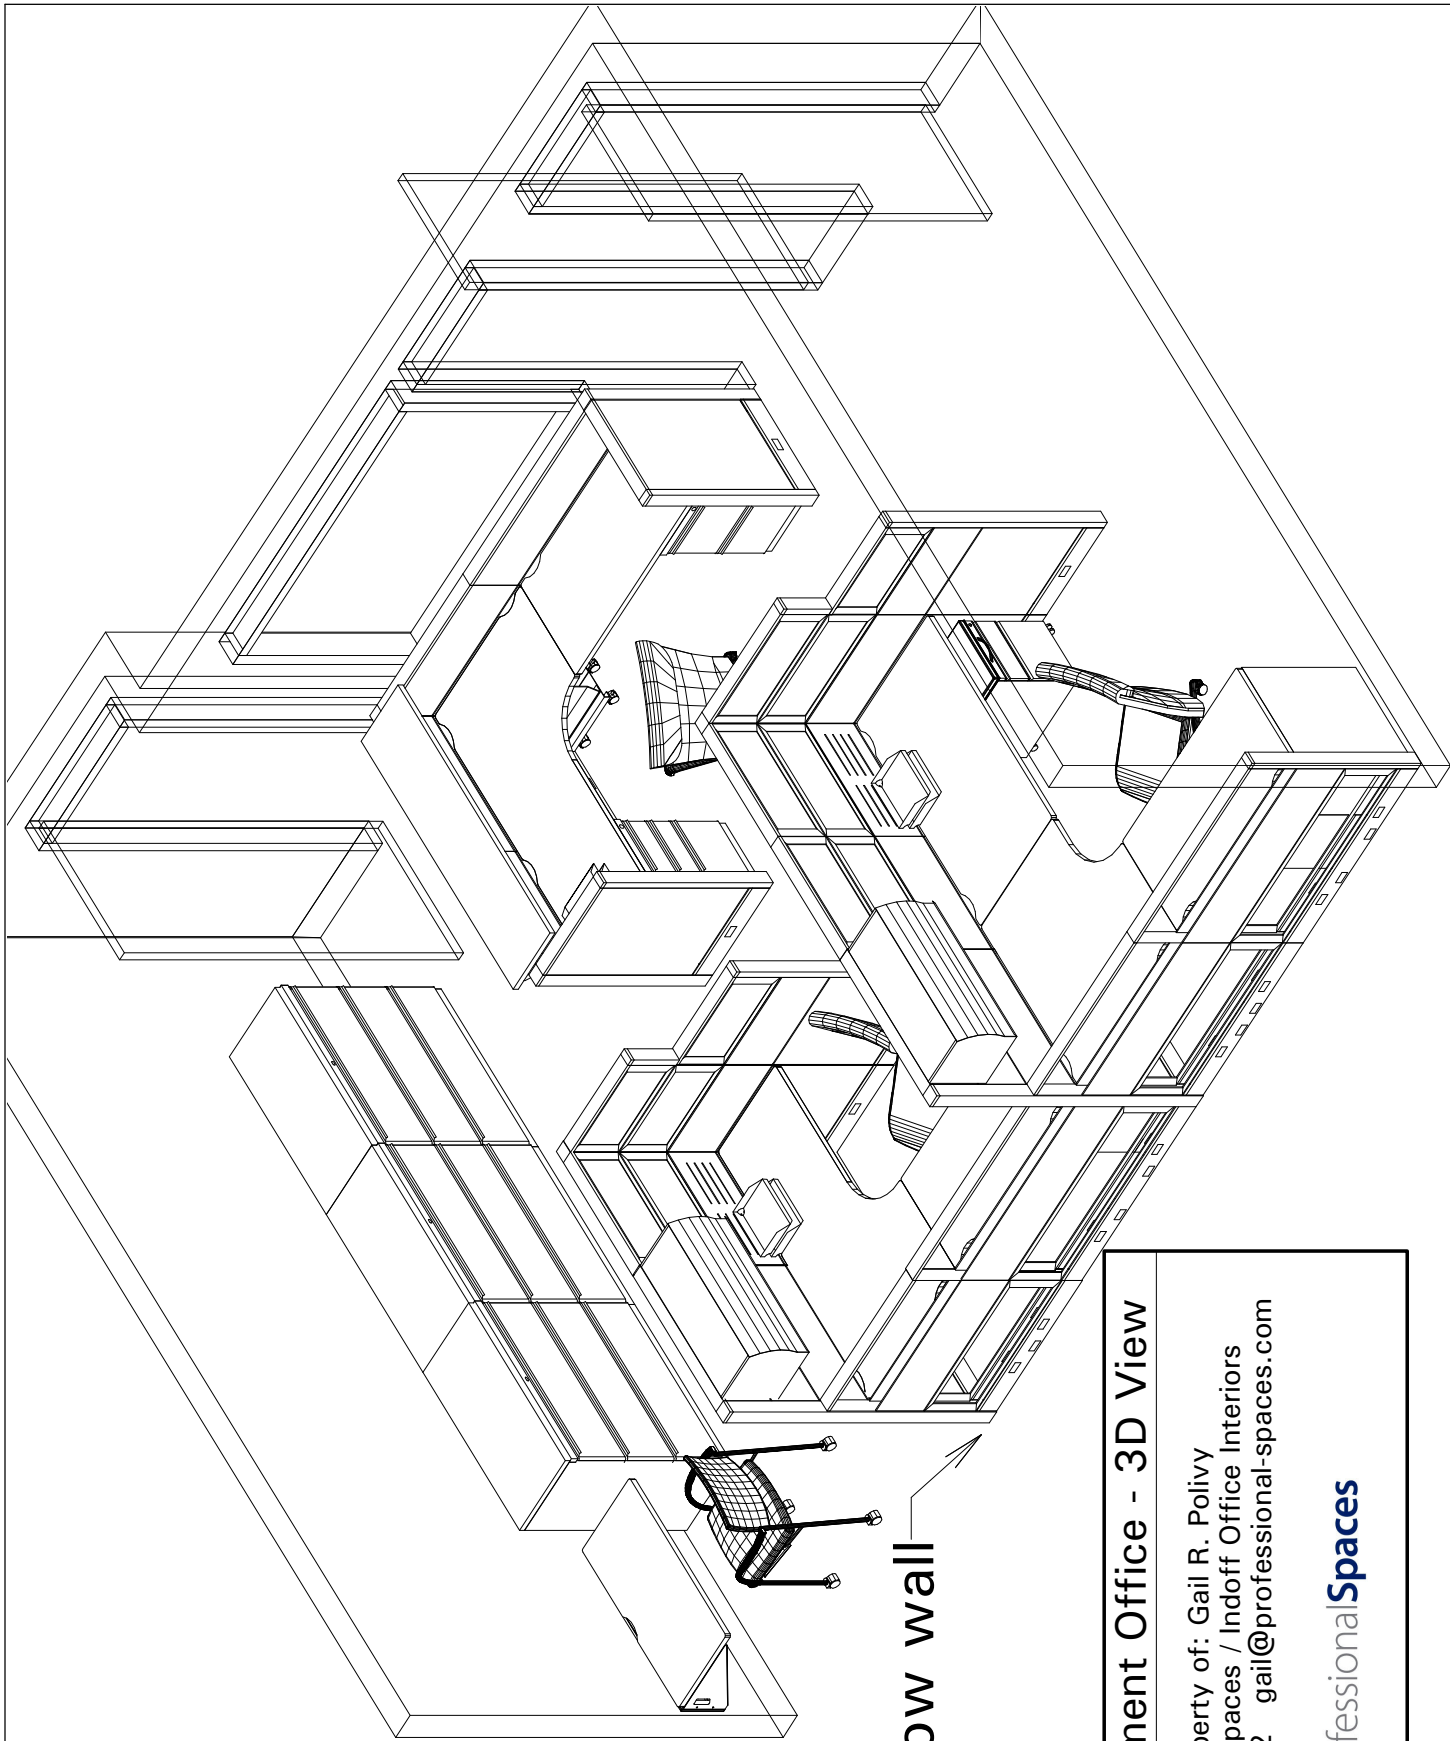 ow wall
ment Office - 3D View
perty of: Gail R. Polivy
paces / Indoff Office Interiors
2 gail@professional-spaces.com
fessionalSpaces